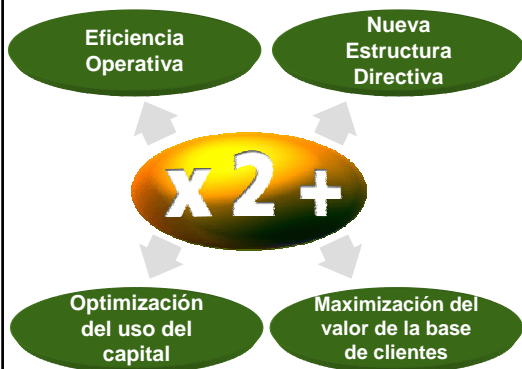 Eficiencia
Operativa
Nueva
Estructura
Directiva
x 2 +
Optimización
del uso del
capital
Maximización del
valor de la base
de clientes